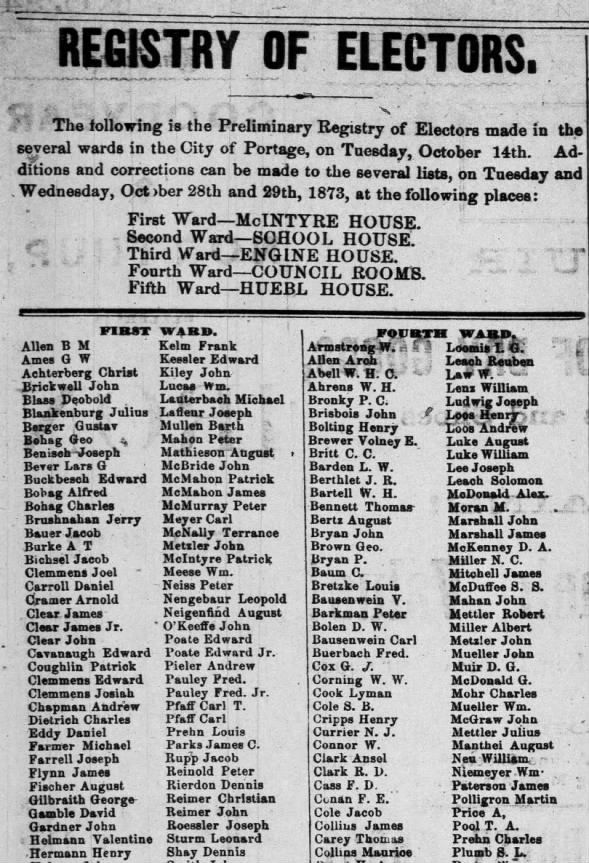 REGISTRY OF ELECTORS.
The following is the Preliminary Registry of Electors made in the
several wards in the City of Portage, on Tuesday, October 14th. Ad-
ditions and corrections can be made to the several lists, on Tuesday and
Wednesday, October 28th and 29th, 1873, at the following places:
First Ward—McINTYRE HOUSE.
Second Ward—SCHOOL HOUSE.
Third Ward—ENGINE HOUSE.
Fourth Ward—COUNCIL ROOMS.
Fifth Ward—HUEBL HOUSE.
FIRST WARD.
Allen B M
Ames G W
Achterberg Christ
Brickwell John
Blass Deobold
Blankenburg Julius
Berger Gustav
Bohag Geo
Benisch Joseph
Bever Lars G
Buckbesch Edward
Bohag Alfred
Bohag Charles
Brushnahan Jerry
Bauer Jacob
Burke A T
Bichsel Jacob
Clemmens Joel
Carroll Daniel
Cramer Arnold
Clear James
Clear James Jr.
Clear John
Cavanaugh Edward
Coughlin Patrick
Clemmens Edward
Clemmens Josiah
Chapman Andrew
Dietrich Charles
Eddy Daniel
Farmer Michael
Farrell Joseph
Flynn James
Fischer August
Gilbraith George
Gamble David
Gardner John
Helmann Valentine
Hermann Henry
Kelm Frank
Kessler Edward
Kiley John
Lucas Wm.
Lauterbach Michael
Lafleur Joseph
Mullen Barth
Mahon Peter
Mathieson August
McBride John
McMahon Patrick
McMahon James
McMurray Peter
Meyer Carl
McNally Terrance
Metzler John
McIntyre Patrick
Meese Wm.
Neiss Peter
Nengebaur Leopold
Neigenfind August
O'Keeffe John
Poate Edward
Poate Edward Jr.
Pieler Andrew
Pauley Fred.
Pauley Fred. Jr.
Pfaff Carl T.
Pfaff Carl
Prehn Louis
Parks James C.
Rupp Jacob
Reinold Peter
Rierdon Dennis
Reimer Christian
Reimer John
Roessler Joseph
Sturm Leonard
Shay Dennis
FOURTH WARD.
Armstrong W.
Allen Arch
Abell W. H. C.
Ahrens W. H.
Bronky P. C.
Brisbois John
Bolting Henry
Brewer Volney E.
Britt C. C.
Barden L. W.
Berthlet J. R.
Bartell W. H.
Bennett Thomas
Bertz August
Bryan John
Brown Geo.
Bryan P.
Baum C.
Bretzke Louis
Bausenwein V.
Barkman Peter
Bolen D. W.
Bausenwein Carl
Buerbach Fred.
Cox G. J.
Corning W. W.
Cook Lyman
Cole S. B.
Cripps Henry
Currier N. J.
Connor W.
Clark Ansel
Clark R. D.
Cass F. D.
Cunan F. E.
Cole Jacob
Collins James
Carey Thomas
Collins Maurice
Loomis I. G.
Leach Reuben
Law W.
Lenz William
Ludwig Joseph
Loos Henry
Loos Andrew
Luke August
Luke William
Lee Joseph
Leach Solomon
McDonald Alex.
Moran M.
Marshall John
Marshall James
McKenney D. A.
Miller N. C.
Mitchell James
McDuffee S. S.
Mahan John
Mettler Robert
Miller Albert
Metzler John
Mueller John
Muir D. G.
McDonald G.
Mohr Charles
Mueller Wm.
McGraw John
Mettler Julius
Manthei August
Neu William
Niemeyer Wm.
Paterson James
Polligron Martin
Price A,
Pool T. A.
Prehn Charles
Plumb S. L.